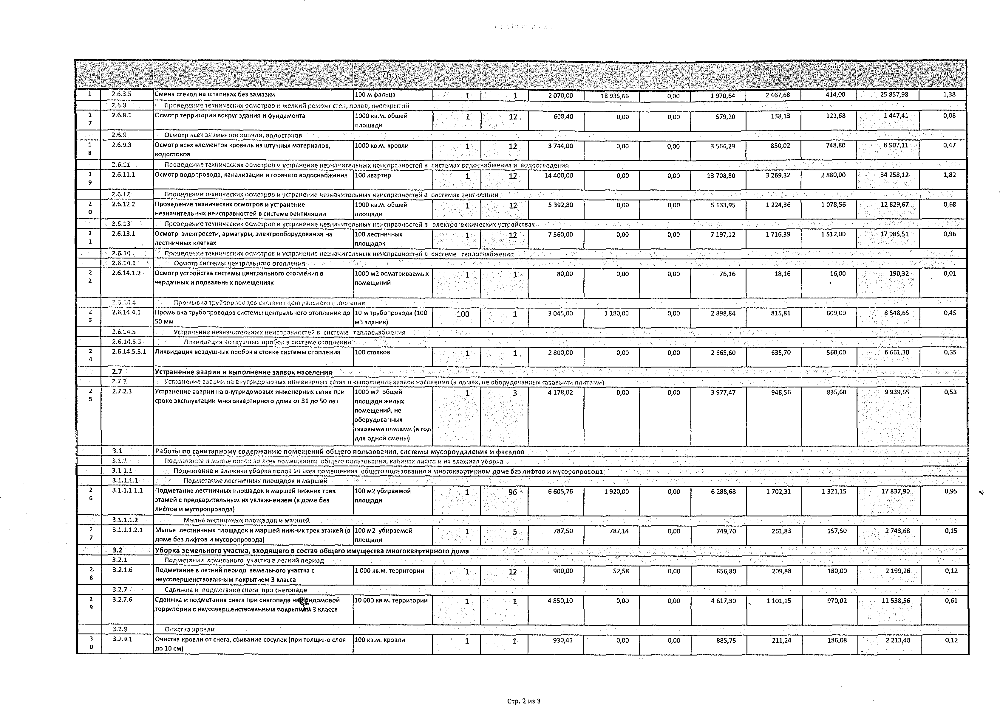 КОД НАЗВАНИЕ РАБОТЫ ИЗМЕРИТЕЛЬ КОЛ-ВО ПРИБЫЛЬ РАСХОДЫ СТОИМОСТЬ НА
ЕД.ИЗМ РЕСУРСЫ РЕСУРСЫ РАСХОДЫ РУБ НА УПРАВ РУБ КВ.М/МЕ
1 2.6.3.5 Смена стекол на штапиках без замазки 100 м фальца 1 1 2 070,00 18 935,66 0,00 1 970,64 2 467,68 414,00 25 857,98 1,38
2.6.8 Проведение технических осмотров и мелкий ремонт стен, полов, перекрытий
1 2.6.8.1 Осмотр территории вокруг здания и фундамента 1000 кв.м. общей 1 12 608,40 0,00 0,00 579,20 138,13 121,68 1 447,41 0,08
7 площади
2.6.9 Осмотр всех элементов кровли, водостоков
1 2.6.9.3 Осмотр всех элементов кровель из штучных материалов, 1000 кв.м. кровли 1 12 3 744,00 0,00 0,00 3 564,29 850,02 748,80 8 907,11 0,47
8 водостоков
2.6.11 Проведение технических осмотров и устранение незначительных неисправностей в системах водоснабжения и водоотведения
1 2.6.11.1 Осмотр водопровода, канализации и горячего водоснабжения 100 квартир 1 12 14 400,00 0,00 0,00 13 708,80 3 269,32 2 880,00 34 258,12 1,82
9
2.6.12 Проведение технических осмотров и устранение незначительных неисправностей в системах вентиляции
2 2.6.12.2 Проведение технических осмотров и устранение 1000 кв.м. общей 1 12 5 392,80 0,00 0,00 5 133,95 1 224,36 1 078,56 12 829,67 0,68
0 незначительных неисправностей в системе вентиляции площади
2.6.13 Проведение технических осмотров и устранение незначительных неисправностей в электротехнических устройствах
2 2.6.13.1 Осмотр электросети, арматуры, электрооборудования на 100 лестничных 1 12 7 560,00 0,00 0,00 7 197,12 1 716,39 1 512,00 17 985,51 0,96
1 лестничных клетках площадок
2.6.14 Проведение технических осмотров и устранение незначительных неисправностей в системе теплоснабжения
2.6.14.1 Осмотр системы центрального отопления
2 2.6.14.1.2 Осмотр устройства системы центрального отопления в 1000 м2 осматриваемых 1 1 80,00 0,00 0,00 76,16 18,16 16,00 190,32 0,01
2 чердачных и подвальных помещениях помещений
2.6.14.4 Промывка трубопроводов системы центрального отопления
2 2.6.14.4.1 Промывка трубопроводов системы центрального отопления до 10 м трубопровода (100 100 1 3 045,00 1 180,00 0,00 2 898,84 815,81 609,00 8 548,65 0,45
3 50 мм м3 здания)
2.6.14.5 Устранение незначительных неисправностей в системе теплоснабжения
2.6.14.5.5 Ликвидация воздушных пробок в системе отопления
2 2.6.14.5.5.1 Ликвидация воздушных пробок в стояке системы отопления 100 стояков 1 1 2 800,00 0,00 0,00 2 665,60 635,70 560,00 6 661,30 0,35
4
2.7 Устранение аварии и выполнение заявок населения
2.7.2 Устранение аварии на внутридомовых инженерных сетях и выполнение заявок населения (в домах, не оборудованных газовыми плитами)
2 2.7.2.3 Устранение аварии на внутридомовых инженерных сетях при 1000 м2 общей 1 3 4 178,02 0,00 0,00 3 977,47 948,56 835,60 9 939,65 0,53
5 сроке эксплуатации многоквартирного дома от 31 до 50 лет площади жилых
помещений, не
оборудованных
газовыми плитами (в год
для одной смены)
3.1 Работы по санитарному содержанию помещений общего пользования, системы мусороудаления и фасадов
3.1.1 Подметание и мытье полов во всех помещениях общего пользования, кабинах лифта и их влажная уборка
3.1.1.1 Подметание и влажная уборка полов во всех помещениях общего пользования в многоквартирном доме без лифтов и мусоропровода
3.1.1.1.1 Подметание лестничных площадок и маршей
2 3.1.1.1.1.1 Подметание лестничных площадок и маршей нижних трех 100 м2 убираемой 1 96 6 605,76 1 920,00 0,00 6 288,68 1 702,31 1 321,15 17 837,90 0,95
6 этажей с предварительным их увлажнением (в доме без площади
лифтов и мусоропровода)
3.1.1.1.2 Мытье лестничных площадок и маршей
2 3.1.1.1.2.1 Мытье лестничных площадок и маршей нижних трех этажей (в 100 м2 убираемой 1 5 787,50 787,14 0,00 749,70 261,83 157,50 2 743,68 0,15
7 доме без лифтов и мусоропровода) площади
3.2 Уборка земельного участка, входящего в состав общего имущества многоквартирного дома
3.2.1 Подметание земельного участка в летний период
2 3.2.1.6 Подметание в летний период земельного участка с 1 000 кв.м. территории 1 12 900,00 52,58 0,00 856,80 209,88 180,00 2 199,26 0,12
8 неусовершенствованным покрытием 3 класса
3.2.7 Сдвижка и подметание снега при снегопаде
2 3.2.7.6 Сдвижка и подметание снега при снегопаде на придомовой 10 000 кв.м. территории 1 1 4 850,10 0,00 0,00 4 617,30 1 101,15 970,02 11 538,56 0,61
9 территории с неусовершенствованным покрытием 3 класса
3.2.9 Очистка кровли
3 3.2.9.1 Очистка кровли от снега, сбивание сосулек (при толщине слоя 100 кв.м. кровли 1 1 930,41 0,00 0,00 885,75 211,24 186,08 2 213,48 0,12
0 до 10 см)
Стр. 2 из 3